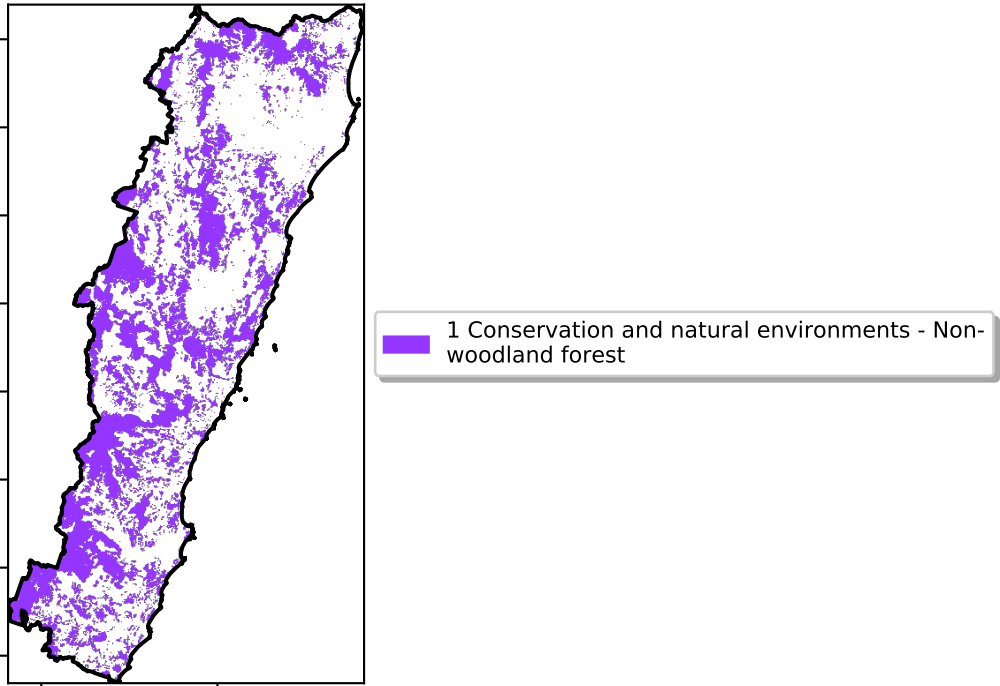 1 Conservation and natural environments - Non-
woodland forest